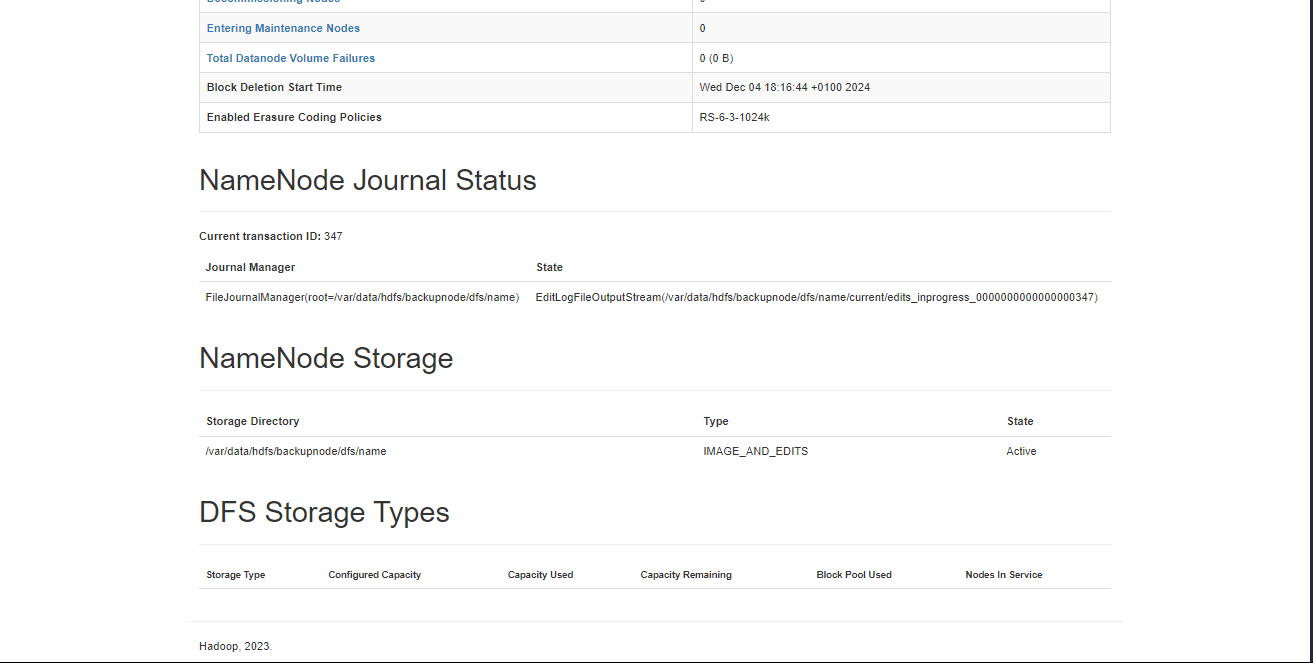 Decommissioning Nodes 0
Entering Maintenance Nodes 0
Total Datanode Volume Failures 0 (0 B)
Block Deletion Start Time Wed Dec 04 18:16:44 +0100 2024
Enabled Erasure Coding Policies RS-6-3-1024k
NameNode Journal Status
Current transaction ID: 347
Journal Manager State
FileJournalManager(root=/var/data/hdfs/backupnode/dfs/name) EditLogFileOutputStream(/var/data/hdfs/backupnode/dfs/name/current/edits_inprogress_0000000000000000347)
NameNode Storage
Storage Directory Type State
/var/data/hdfs/backupnode/dfs/name IMAGE_AND_EDITS Active
DFS Storage Types
Storage Type Configured Capacity Capacity Used Capacity Remaining Block Pool Used Nodes In Service
Hadoop, 2023.